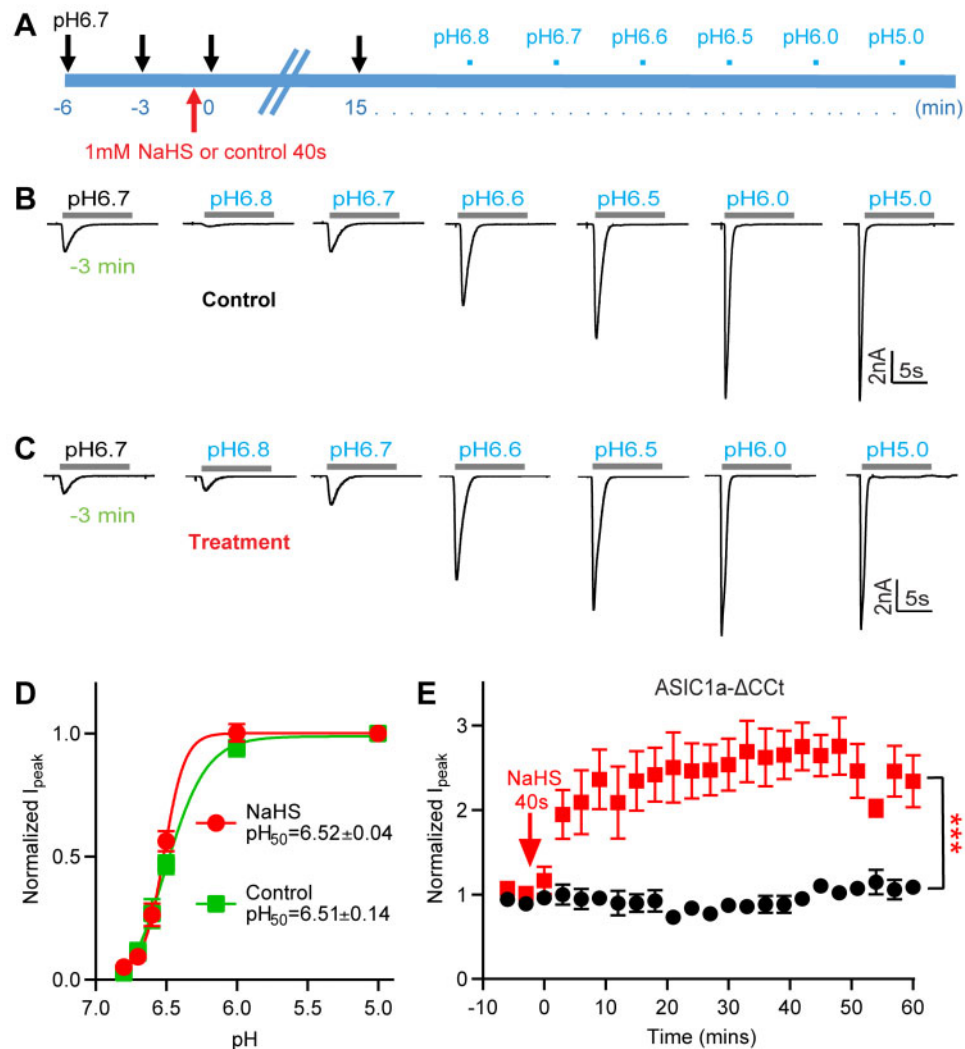 A
pH6.7
pH6.8 pH6.7 pH6.6 pH6.5 pH6.0 pH5.0
-6 -3 0 15 (min)
1mM NaHS or control 40s
B
pH6.7 pH6.8 pH6.7 pH6.6 pH6.5 pH6.0 pH5.0
-3 min
Control
2nA
5s
C
pH6.7 pH6.8 pH6.7 pH6.6 pH6.5 pH6.0 pH5.0
-3 min
Treatment
2nA
5s
D
Normalized Ipeak
1.0
0.5
0.0
NaHS
pH50=6.52±0.04
Control
pH50=6.51±0.14
7.0 6.5 6.0 5.5 5.0
pH
E
ASIC1a-ΔCCt
Normalized Ipeak
3
2
1
0
NaHS
40s
***
-10 0 10 20 30 40 50 60
Time (mins)